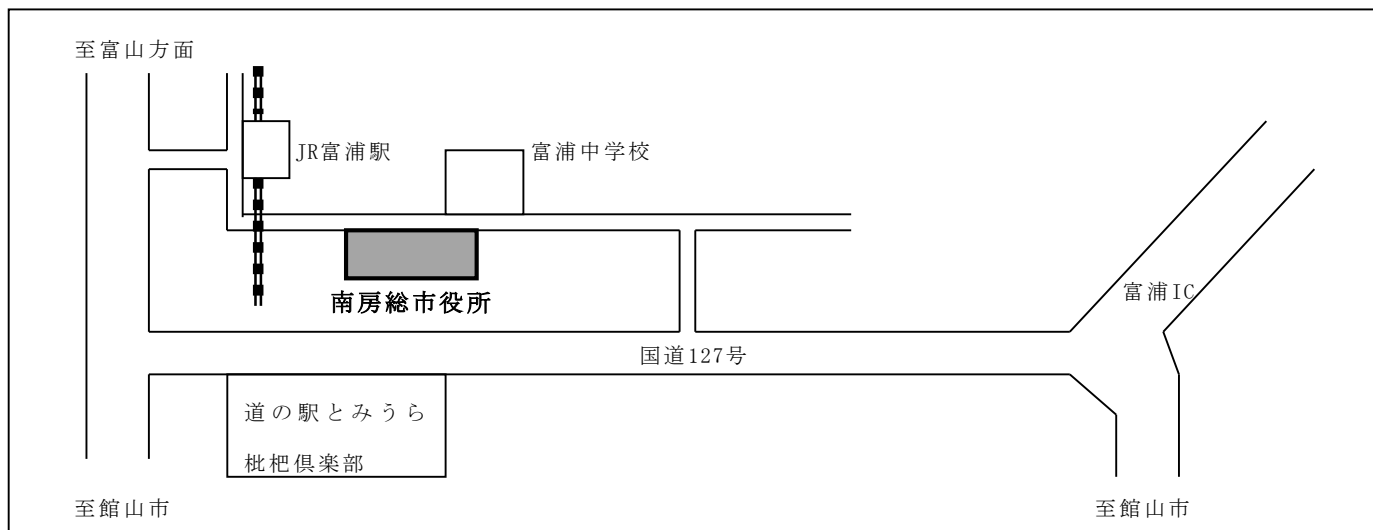 至富山方面
JR富浦駅
富浦中学校
富浦IC
南房総市役所
国道127号
道の駅とみうら
枇杷倶楽部
至館山市
至館山市